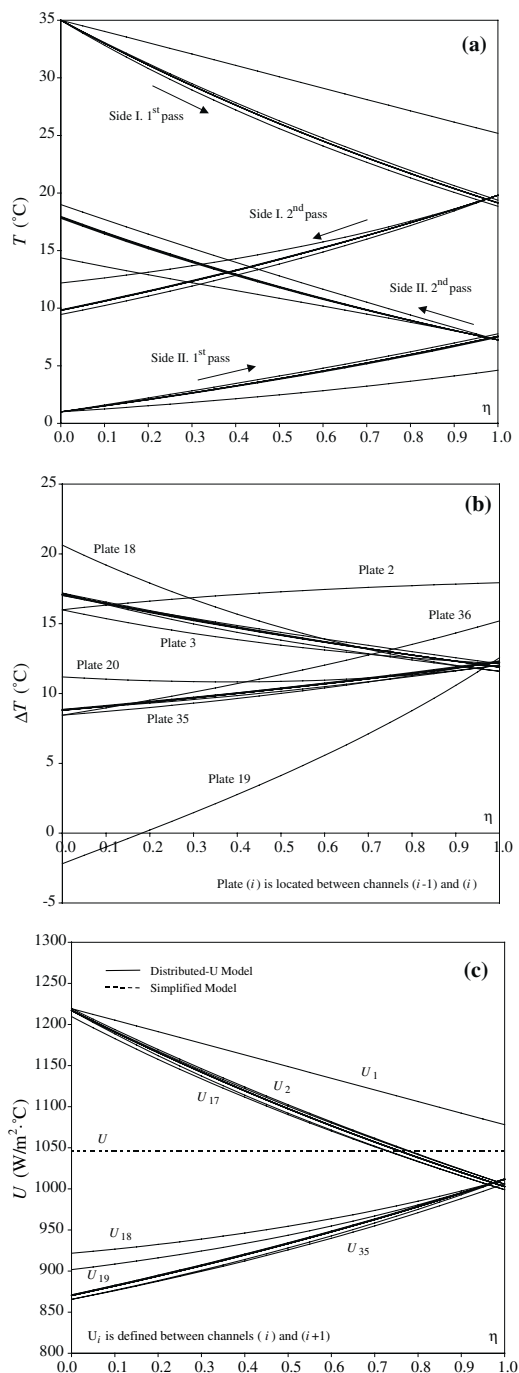 35
(a)
30
Side I. 1st pass
25
T (°C)
20
Side I. 2nd pass
15
Side II. 2nd pass
10
Side II. 1st pass
5
η
0
0.0 0.1 0.2 0.3 0.4 0.5 0.6 0.7 0.8 0.9 1.0
25
(b)
Plate 18
20
Plate 2
Plate 36
15
Plate 3
ΔT (°C)
Plate 20
10
Plate 35
5
Plate 19
η
0
0.0 0.1 0.2 0.3 0.4 0.5 0.6 0.7 0.8 0.9 1.0
Plate (i) is located between channels (i-1) and (i)
-5
1300
Distributed-U Model
(c)
1250
Simplified Model
1200
U1
1150
U2
U17
1100
U (W/m²·°C)
U
1050
1000
950
U18
U35
900
U19
850
Ui is defined between channels (i) and (i+1)
η
800
0.0 0.1 0.2 0.3 0.4 0.5 0.6 0.7 0.8 0.9 1.0